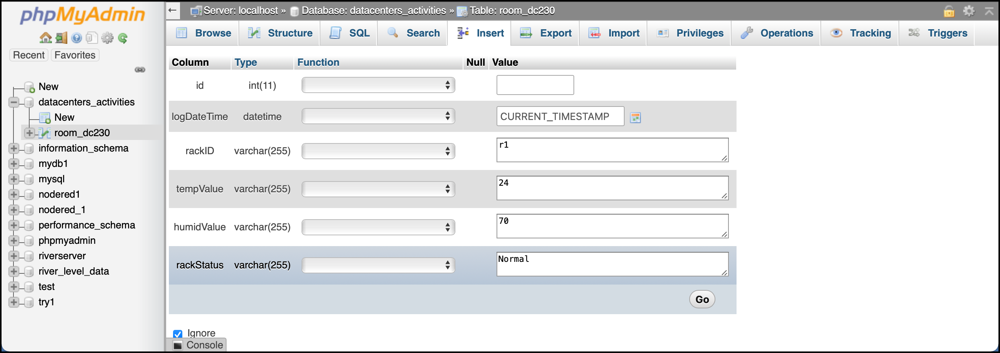 phpMyAdmin
Recent Favorites
New
datacenters_activities
New
room_dc230
information_schema
mydb1
mysql
nodered1
nodered_1
performance_schema
phpmyadmin
riverserver
river_level_data
test
try1
Server: localhost » Database: datacenters_activities » Table: room_dc230
Browse Structure SQL Search Insert Export Import Privileges Operations Tracking Triggers
Column Type Function Null Value
id int(11)
logDateTime datetime CURRENT_TIMESTAMP
rackID varchar(255) r1
tempValue varchar(255) 24
humidValue varchar(255) 70
rackStatus varchar(255) Normal
Go
Ignore
Console